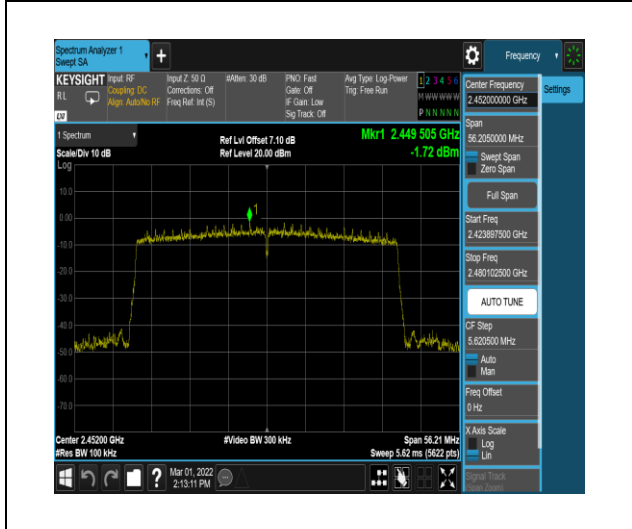 Spectrum Analyzer 1
Swept SA
Frequency
KEYSIGHT
RL
Input: RF
Coupling: DC
Align: Auto/No RF
Input Z: 50 Ω
Corrections: Off
Freq Ref: Int (S)
#Atten: 30 dB
PNO: Fast
Gate: Off
IF Gain: Low
Sig Track: Off
Avg Type: Log-Power
Trig: Free Run
1 2 3 4 5 6
M W W W W W
P N N N N N
LXI
Center Frequency
2.452000000 GHz
Settings
Span
56.2050000 MHz
Swept Span
Zero Span
Full Span
Start Freq
2.423897500 GHz
Stop Freq
2.480102500 GHz
AUTO TUNE
CF Step
5.620500 MHz
Auto
Man
Freq Offset
0 Hz
X Axis Scale
Log
Lin
Signal Track
(Span Zoom)
1 Spectrum
Scale/Div 10 dB
Log
Ref Lvl Offset 7.10 dB
Ref Level 20.00 dBm
Mkr1 2.449 505 GHz
-1.72 dBm
1
10.0
0.00
-10.0
-20.0
-30.0
-40.0
-50.0
-60.0
-70.0
Center 2.45200 GHz
#Res BW 100 kHz
#Video BW 300 kHz
Span 56.21 MHz
Sweep 5.62 ms (5622 pts)
?
Mar 01, 2022
2:13:11 PM